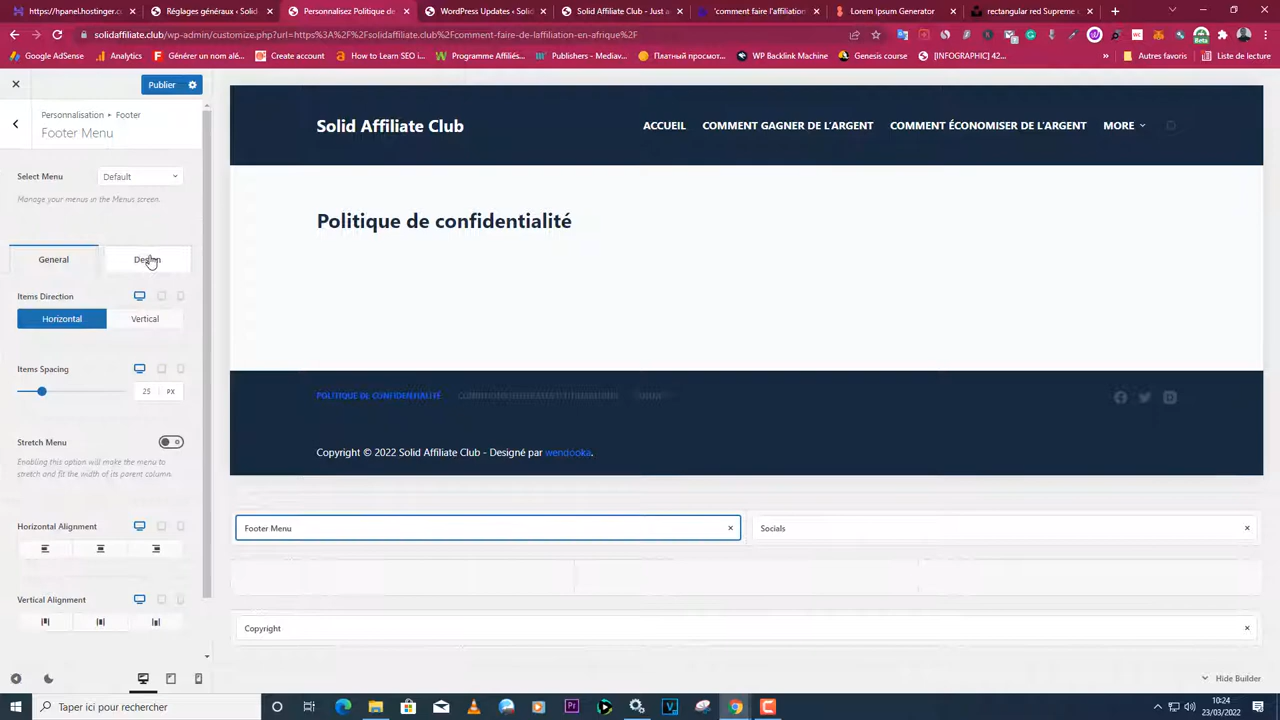 https://hpanel.hostinger.c
Réglages généraux ‹ Solid
Personnalisez Politique de
WordPress Updates ‹ Solid
Solid Affiliate Club - Just a
"comment faire de l'affiliation
Lorem Ipsum Generator
rectangular red Supreme
solidaffiliate.club/wp-admin/customize.php?url=https%3A%2F%2Fsolidaffiliate.club%2Fcomment-faire-de-laffiliation-en-afrique%2F
Google AdSense
Analytics
Générer un nom alé...
Create account
How to Learn SEO i...
Programme Affilié...
Publishers - Mediav...
Платный просмотр...
WP Backlink Machine
Genesis course
[INFOGRAPHIC] 42...
»
Autres favoris
Liste de lecture
Publier
Personnalisation ▸ Footer
Footer Menu
Select Menu
Default
Manage your menus in the Menus screen.
General
Design
Items Direction
Horizontal
Vertical
Items Spacing
25
PX
Stretch Menu
Enabling this option will make the menu to
stretch and fit the width of its parent column.
Horizontal Alignment
Vertical Alignment
Solid Affiliate Club
ACCUEIL
COMMENT GAGNER DE L'ARGENT
COMMENT ÉCONOMISER DE L'ARGENT
MORE
Politique de confidentialité
POLITIQUE DE CONFIDENTIALITÉ
Copyright © 2022 Solid Affiliate Club - Designé par wendooka.
Footer Menu
Socials
Copyright
Hide Builder
Taper ici pour rechercher
10:24
23/03/2022